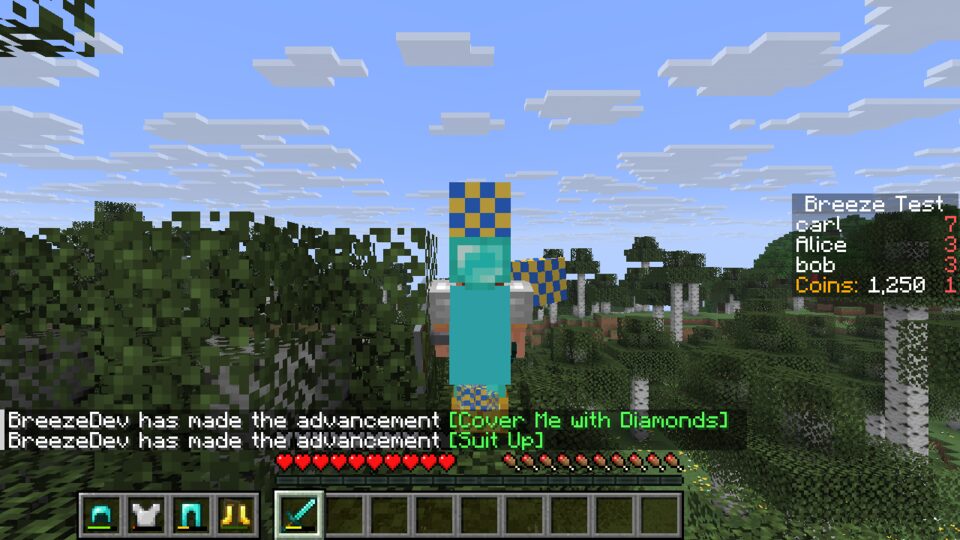 Breeze Test
carl 7
Alice 3
bob 3
Coins: 1,250 1
BreezeDev has made the advancement [Cover Me with Diamonds]
BreezeDev has made the advancement [Suit Up]